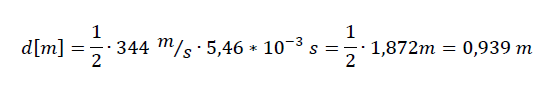 d[m] = 1/2 · 344 m/s · 5,46 * 10⁻³ s = 1/2 · 1,872m = 0,939 m